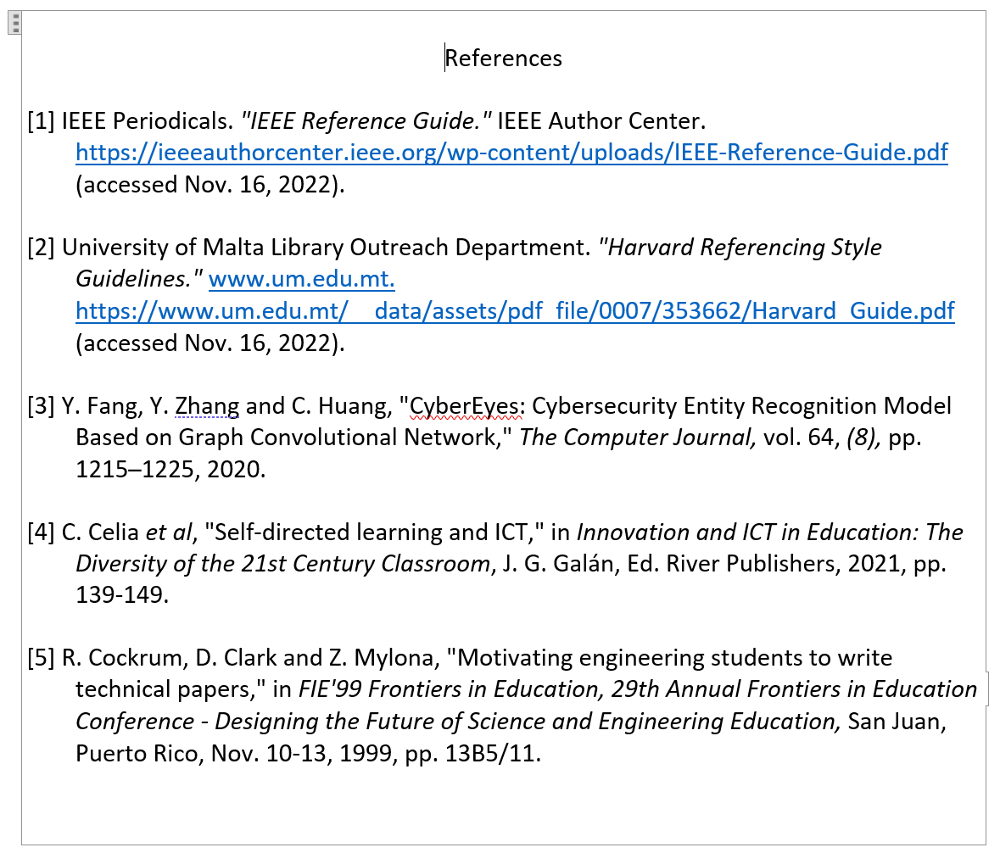 References
[1] IEEE Periodicals. "IEEE Reference Guide." IEEE Author Center.
https://ieeeauthorcenter.ieee.org/wp-content/uploads/IEEE-Reference-Guide.pdf
(accessed Nov. 16, 2022).
[2] University of Malta Library Outreach Department. "Harvard Referencing Style
Guidelines." www.um.edu.mt.
https://www.um.edu.mt/__data/assets/pdf_file/0007/353662/Harvard_Guide.pdf
(accessed Nov. 16, 2022).
[3] Y. Fang, Y. Zhang and C. Huang, "CyberEyes: Cybersecurity Entity Recognition Model
Based on Graph Convolutional Network," The Computer Journal, vol. 64, (8), pp.
1215–1225, 2020.
[4] C. Celia et al, "Self-directed learning and ICT," in Innovation and ICT in Education: The
Diversity of the 21st Century Classroom, J. G. Galán, Ed. River Publishers, 2021, pp.
139-149.
[5] R. Cockrum, D. Clark and Z. Mylona, "Motivating engineering students to write
technical papers," in FIE'99 Frontiers in Education, 29th Annual Frontiers in Education
Conference - Designing the Future of Science and Engineering Education, San Juan,
Puerto Rico, Nov. 10-13, 1999, pp. 13B5/11.